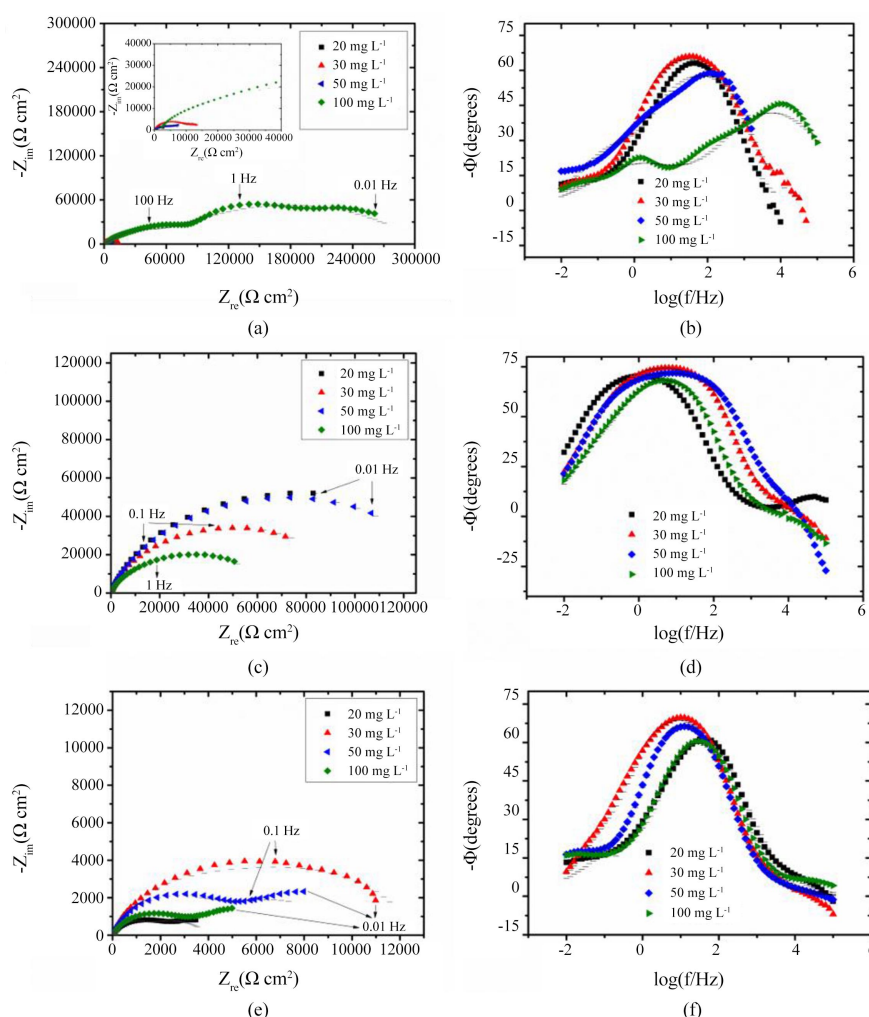 300000
240000
180000
120000
60000
0
-Z_im(Ω cm²)
40000
30000
20000
10000
0
-Z_im(Ω cm²)
0 10000 20000 30000 40000
Z_re(Ω cm²)
20 mg L⁻¹
30 mg L⁻¹
50 mg L⁻¹
100 mg L⁻¹
100 Hz
1 Hz
0.01 Hz
0 60000 120000 180000 240000 300000
Z_re(Ω cm²)
(a)
75
60
45
30
15
0
-15
-Φ(degrees)
20 mg L⁻¹
30 mg L⁻¹
50 mg L⁻¹
100 mg L⁻¹
-2 0 2 4 6
log(f/Hz)
(b)
120000
100000
80000
60000
40000
20000
0
-Z_im(Ω cm²)
20 mg L⁻¹
30 mg L⁻¹
50 mg L⁻¹
100 mg L⁻¹
0.01 Hz
0.1 Hz
1 Hz
0 20000 40000 60000 80000 100000 120000
Z_re(Ω cm²)
(c)
75
50
25
0
-25
-Φ(degrees)
20 mg L⁻¹
30 mg L⁻¹
50 mg L⁻¹
100 mg L⁻¹
-2 0 2 4 6
log(f/Hz)
(d)
12000
10000
8000
6000
4000
2000
0
-Z_im(Ω cm²)
20 mg L⁻¹
30 mg L⁻¹
50 mg L⁻¹
100 mg L⁻¹
0.1 Hz
0.01 Hz
0 2000 4000 6000 8000 10000 12000
Z_re(Ω cm²)
(e)
75
60
45
30
15
0
-15
-Φ(degrees)
20 mg L⁻¹
30 mg L⁻¹
50 mg L⁻¹
100 mg L⁻¹
-2 0 2 4 6
log(f/Hz)
(f)